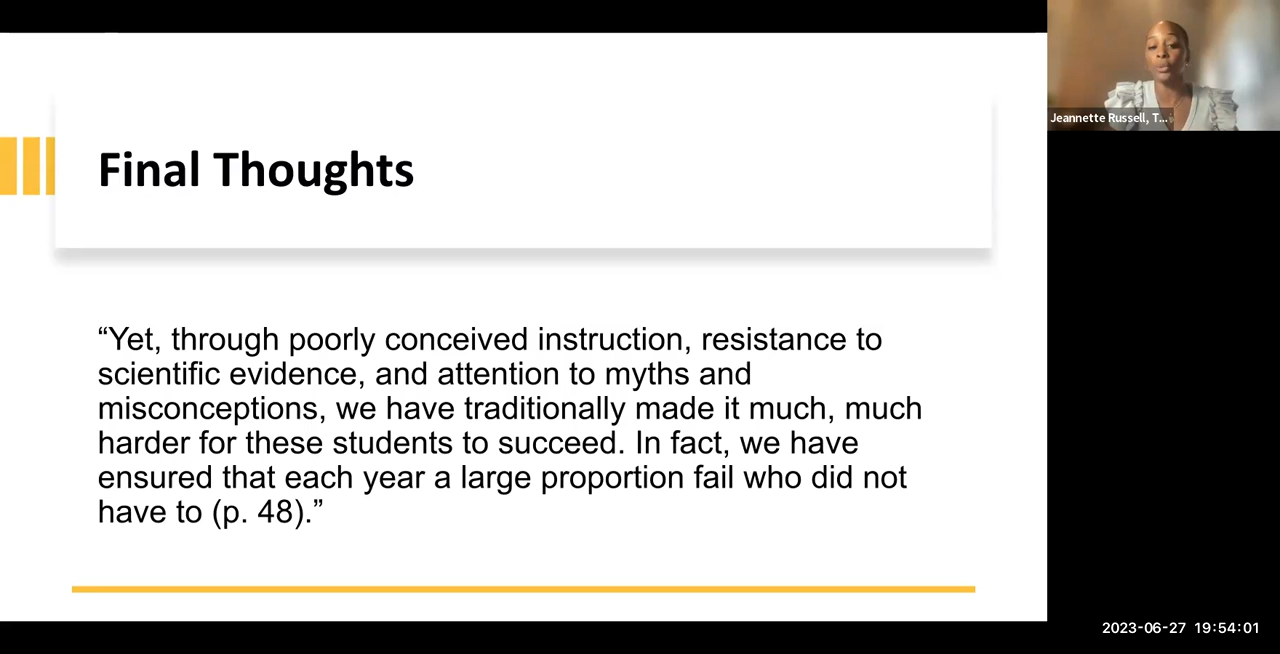 Final Thoughts
“Yet, through poorly conceived instruction, resistance to
scientific evidence, and attention to myths and
misconceptions, we have traditionally made it much, much
harder for these students to succeed. In fact, we have
ensured that each year a large proportion fail who did not
have to (p. 48).”
Jeannette Russell, T...
2023-06-27 19:54:01